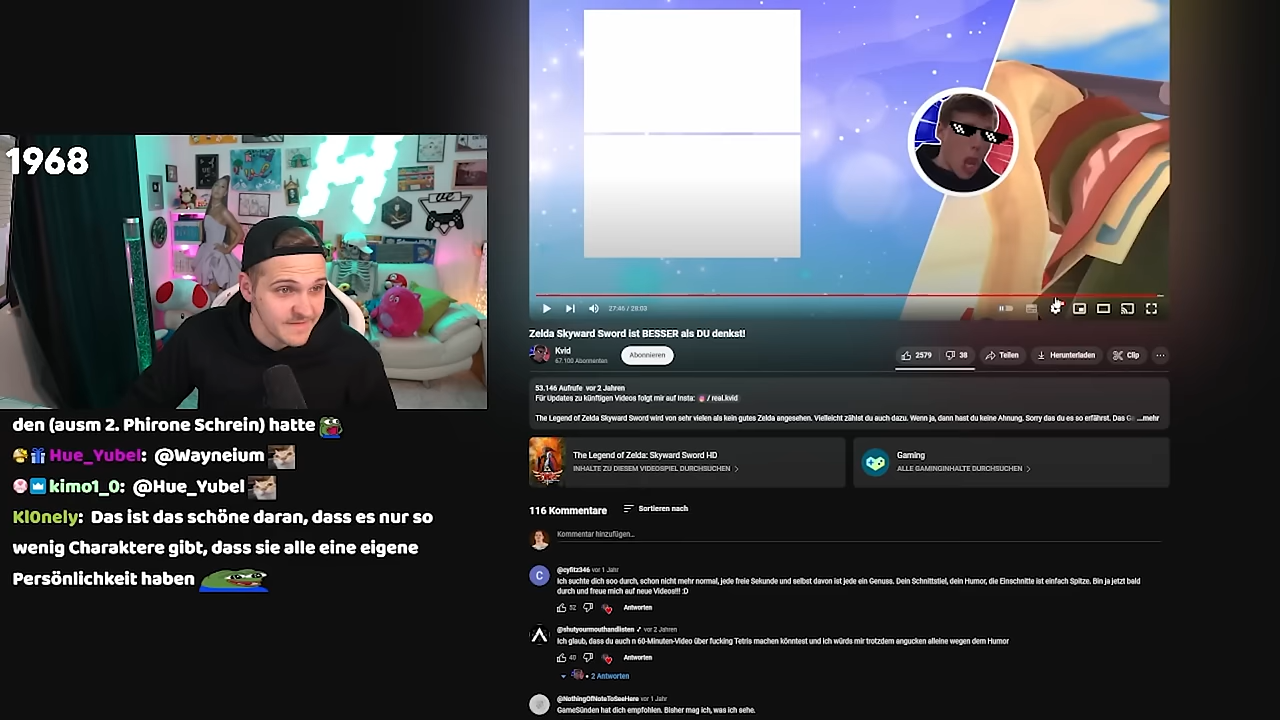 1968
den (ausm 2. Phirone Schrein) hatte
Hue_Yubel: @Wayneium
kimo1_0: @Hue_Yubel
Kl0nely: Das ist das schöne daran, dass es nur so
wenig Charaktere gibt, dass sie alle eine eigene
Persönlichkeit haben
27:46 / 28:03
Zelda Skyward Sword ist BESSER als DU denkst!
Kvid
67.100 Abonnenten
Abonnieren
2579
38
Teilen
Herunterladen
Clip
53.146 Aufrufe vor 2 Jahren
Für Updates zu künftigen Videos folgt mir auf Insta: / real.kvid
The Legend of Zelda Skyward Sword wird von sehr vielen als kein gutes Zelda angesehen. Vielleicht zählst du auch dazu. Wenn ja, dann hast du keine Ahnung. Sorry das du es so erfährst. Das G ...mehr
The Legend of Zelda: Skyward Sword HD
INHALTE ZU DIESEM VIDEOSPIEL DURCHSUCHEN
Gaming
ALLE GAMINGINHALTE DURCHSUCHEN
116 Kommentare
Sortieren nach
Kommentar hinzufügen...
C
@cyfitz346 vor 1 Jahr
Ich suchte dich soo durch, schon nicht mehr normal, jede freie Sekunde und selbst davon ist jede ein Genuss. Dein Schnittstiel, dein Humor, die Einschnitte ist einfach Spitze. Bin ja jetzt bald
durch und freue mich auf neue Videos!!! :D
52
Antworten
@shutyourmouthandlisten vor 2 Jahren
Ich glaub, dass du auch n 60-Minuten-Video über fucking Tetris machen könntest und ich würds mir trotzdem angucken alleine wegen dem Humor
40
Antworten
2 Antworten
@NothingOfNoteToSeeHere vor 1 Jahr
GameSünden hat dich empfohlen. Bisher mag ich, was ich sehe.